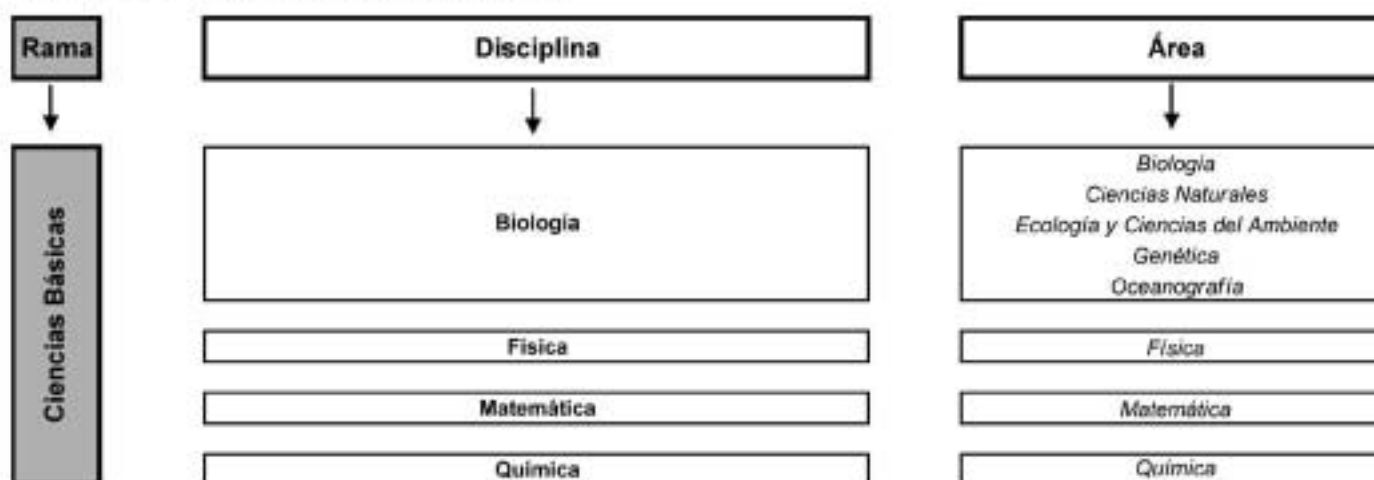 Rama
Disciplina
Área
Ciencias Básicas
Biología
Biología
Ciencias Naturales
Ecología y Ciencias del Ambiente
Genética
Oceanografía
Física
Física
Matemática
Matemática
Química
Química